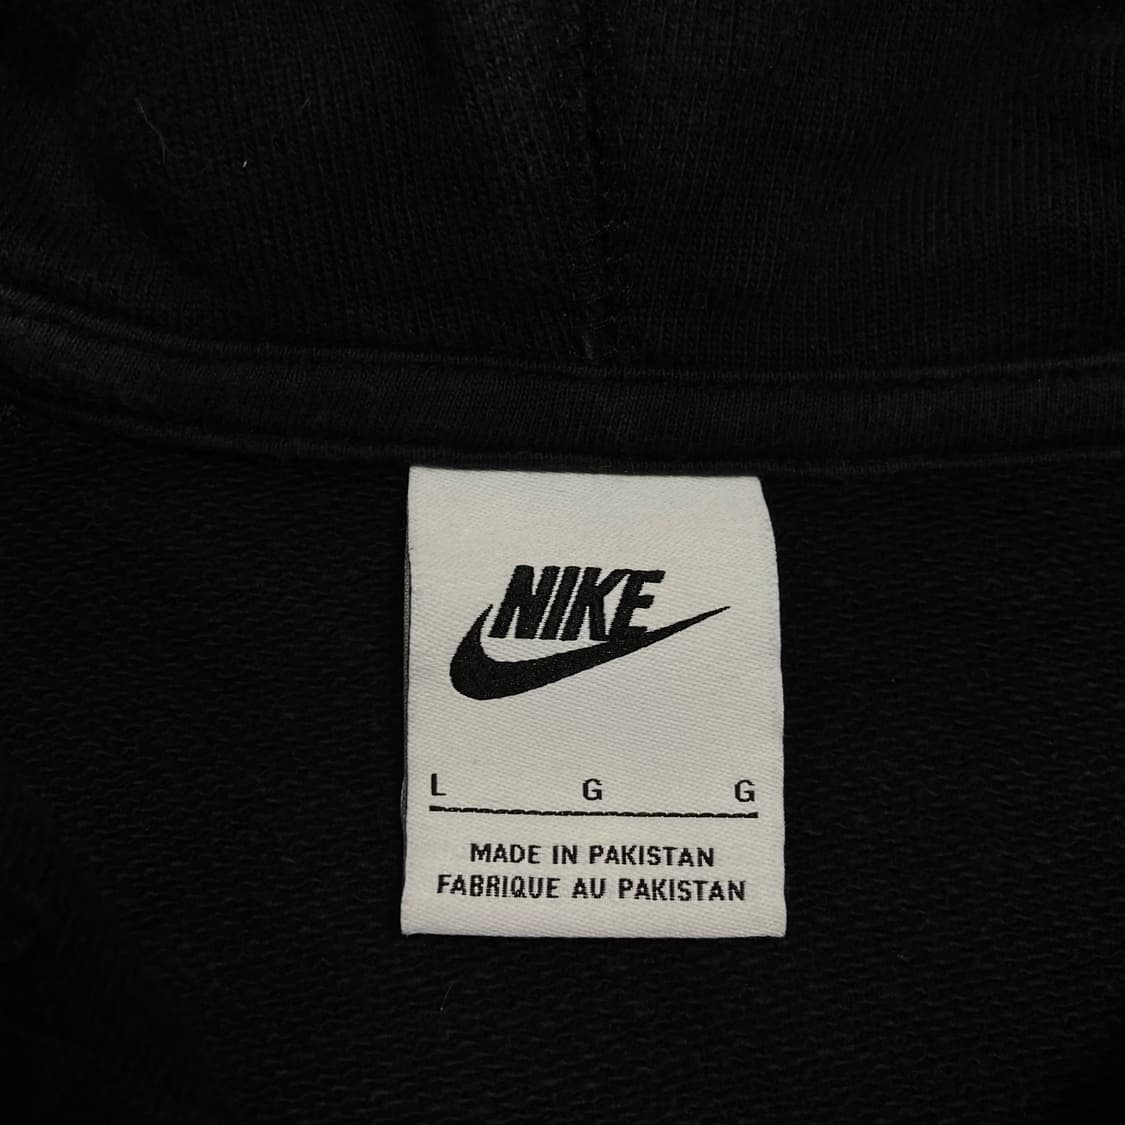 NIKE
L G G
MADE IN PAKISTAN
FABRIQUE AU PAKISTAN